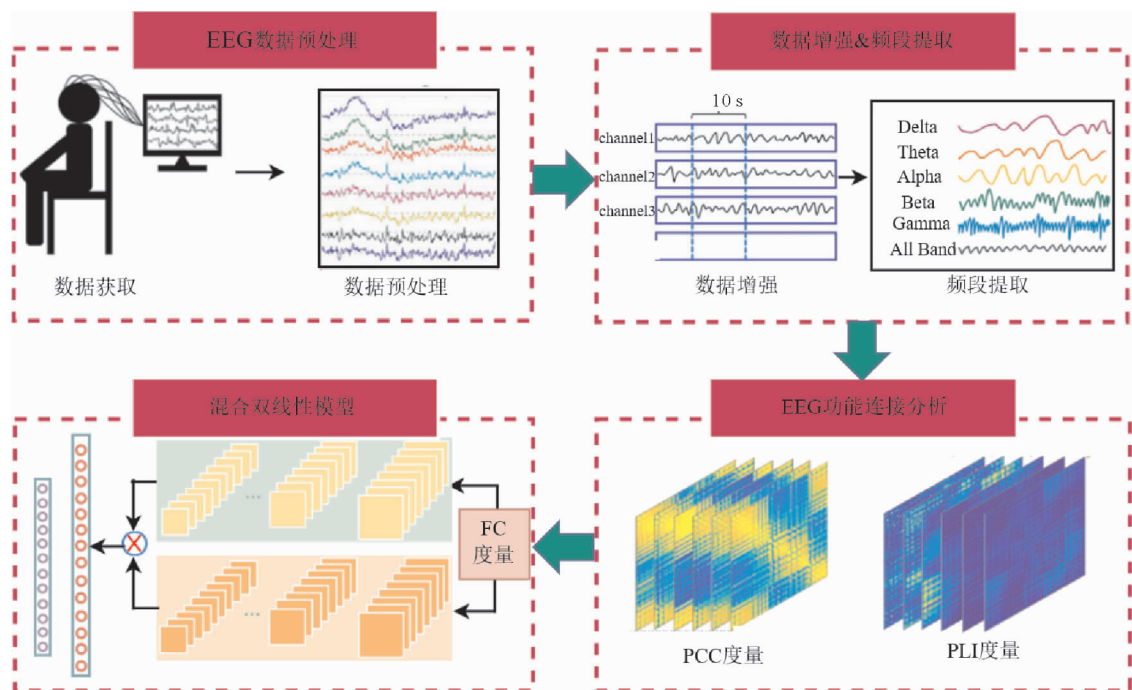 EEG数据预处理
数据获取
数据预处理
数据增强&频段提取
10 s
channel1
channel2
channel3
数据增强
Delta
Theta
Alpha
Beta
Gamma
All Band
频段提取
EEG功能连接分析
PCC度量
PLI度量
混合双线性模型
...
...
FC
度量